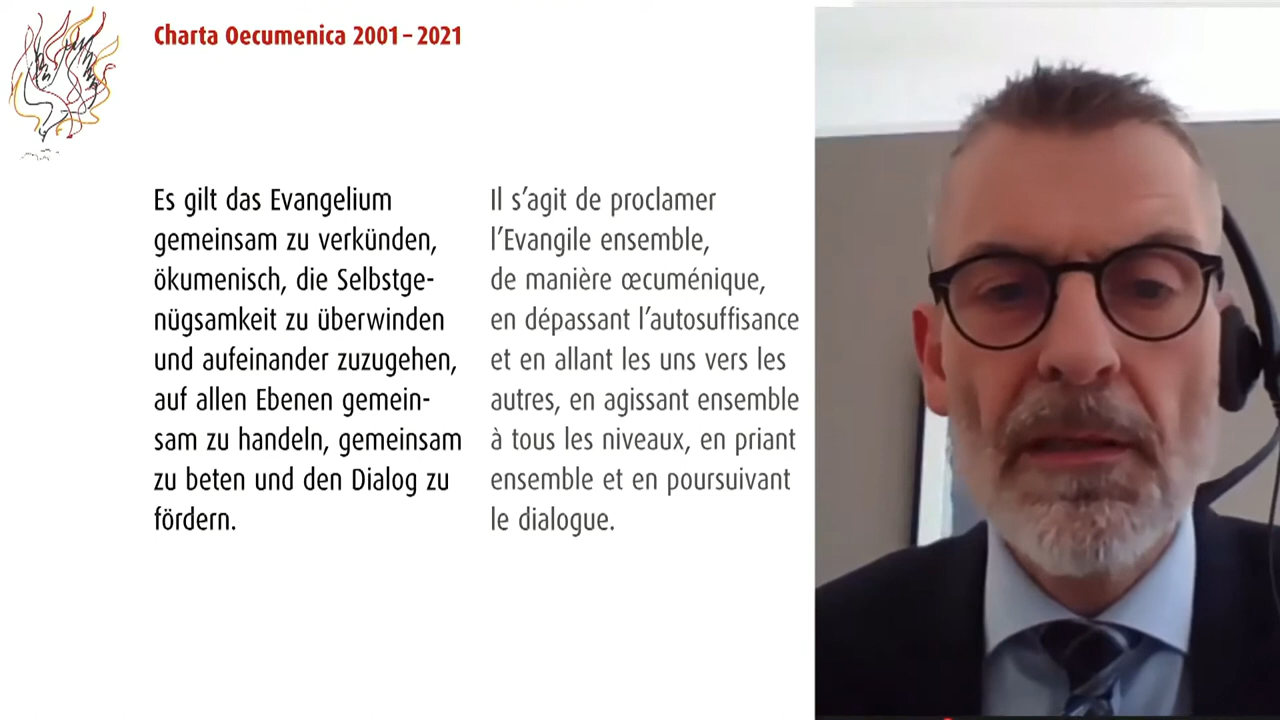 Charta Oecumenica 2001–2021
Es gilt das Evangelium
gemeinsam zu verkünden,
ökumenisch, die Selbstge-
nügsamkeit zu überwinden
und aufeinander zuzugehen,
auf allen Ebenen gemein-
sam zu handeln, gemeinsam
zu beten und den Dialog zu
fördern.
Il s’agit de proclamer
l’Evangile ensemble,
de manière œcuménique,
en dépassant l’autosuffisance
et en allant les uns vers les
autres, en agissant ensemble
à tous les niveaux, en priant
ensemble et en poursuivant
le dialogue.